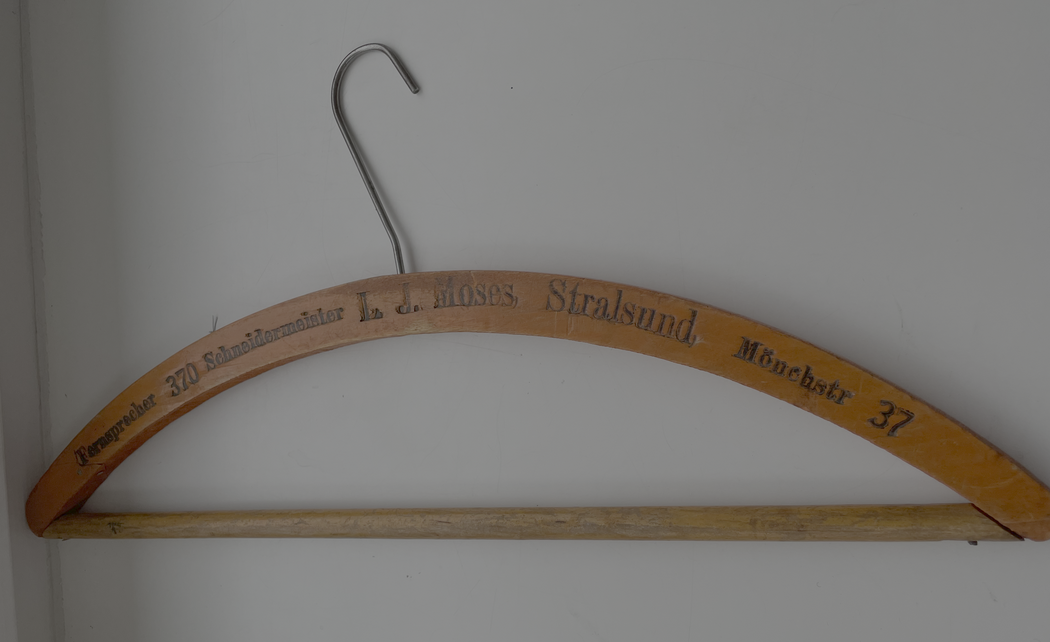 Fernsprecher 370 Schneidermeister L. J. Moses, Stralsund, Mönchstr 37